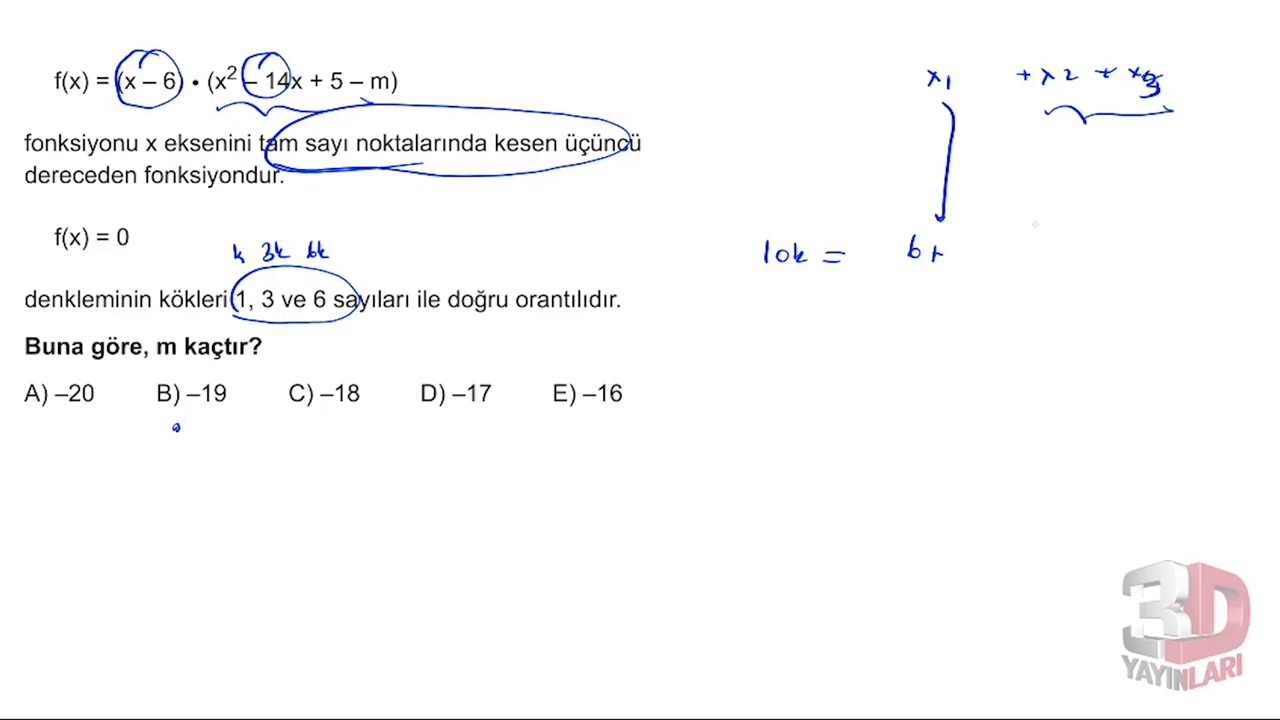 f(x) = (x – 6) • (x² – 14x + 5 – m)
x1 + x2 + x3
fonksiyonu x eksenini tam sayı noktalarında kesen üçüncü
dereceden fonksiyondur.
f(x) = 0
k 3k 6k
10k = 6+
denkleminin kökleri 1, 3 ve 6 sayıları ile doğru orantılıdır.
Buna göre, m kaçtır?
A) –20 B) –19 C) –18 D) –17 E) –16
3D
YAYINLARI